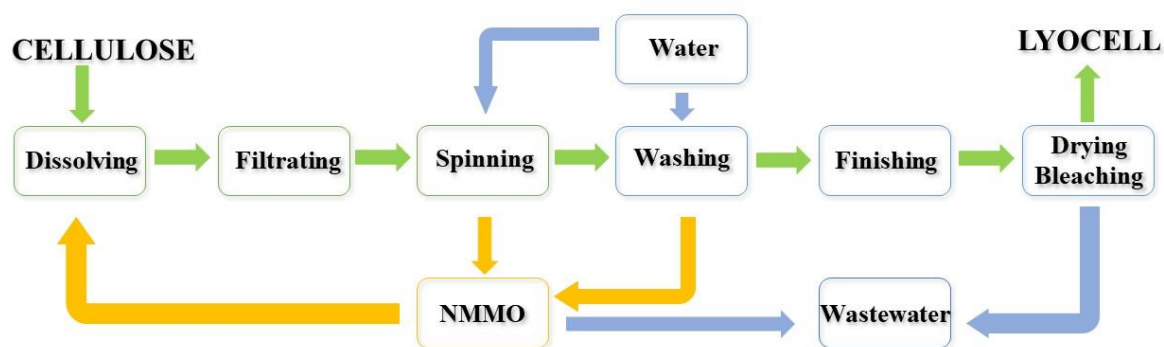 CELLULOSE
Water
LYOCELL
Dissolving
Filtrating
Spinning
Washing
Finishing
Drying
Bleaching
NMMO
Wastewater